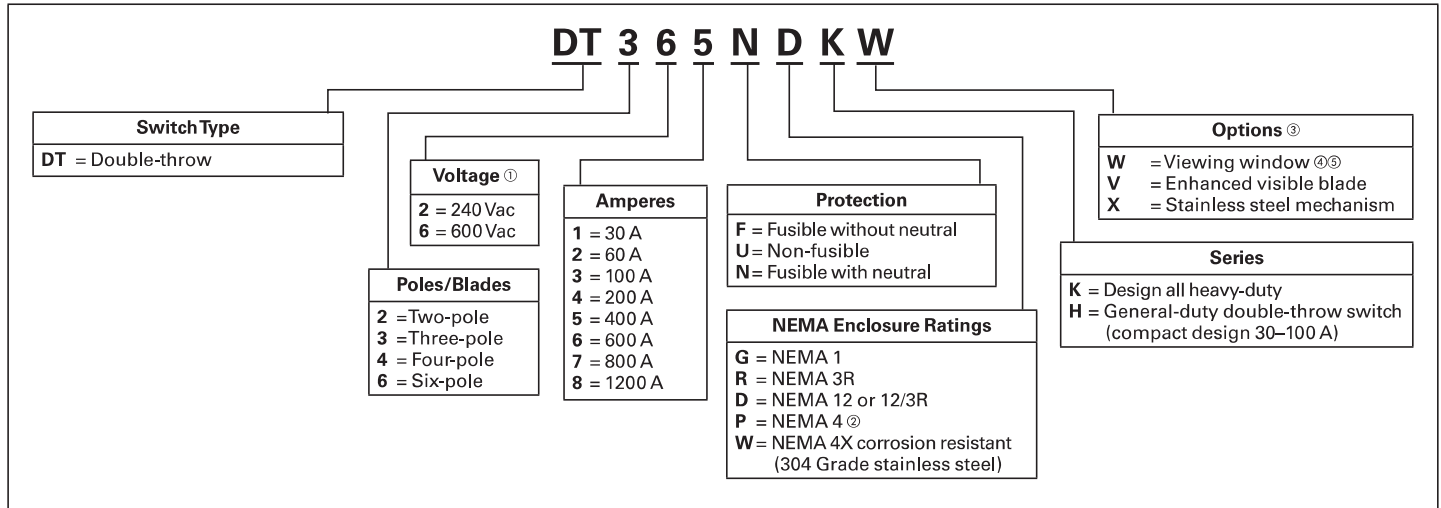 DT 3 6 5 N D K W
Switch Type
DT = Double-throw
Poles/Blades
2 = Two-pole
3 = Three-pole
4 = Four-pole
6 = Six-pole
Voltage ①
2 = 240 Vac
6 = 600 Vac
Amperes
1 = 30 A
2 = 60 A
3 = 100 A
4 = 200 A
5 = 400 A
6 = 600 A
7 = 800 A
8 = 1200 A
Protection
F = Fusible without neutral
U = Non-fusible
N = Fusible with neutral
NEMA Enclosure Ratings
G = NEMA 1
R = NEMA 3R
D = NEMA 12 or 12/3R
P = NEMA 4 ②
W = NEMA 4X corrosion resistant
(304 Grade stainless steel)
Series
K = Design all heavy-duty
H = General-duty double-throw switch
(compact design 30–100 A)
Options ③
W = Viewing window ④⑤
V = Enhanced visible blade
X = Stainless steel mechanism